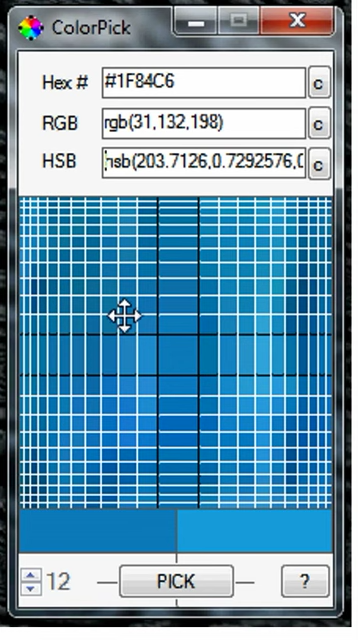 ColorPick
Hex # #1F84C6 c
RGB rgb(31,132,198) c
HSB hsb(203.7126,0.7292576,0 c
12 PICK ?